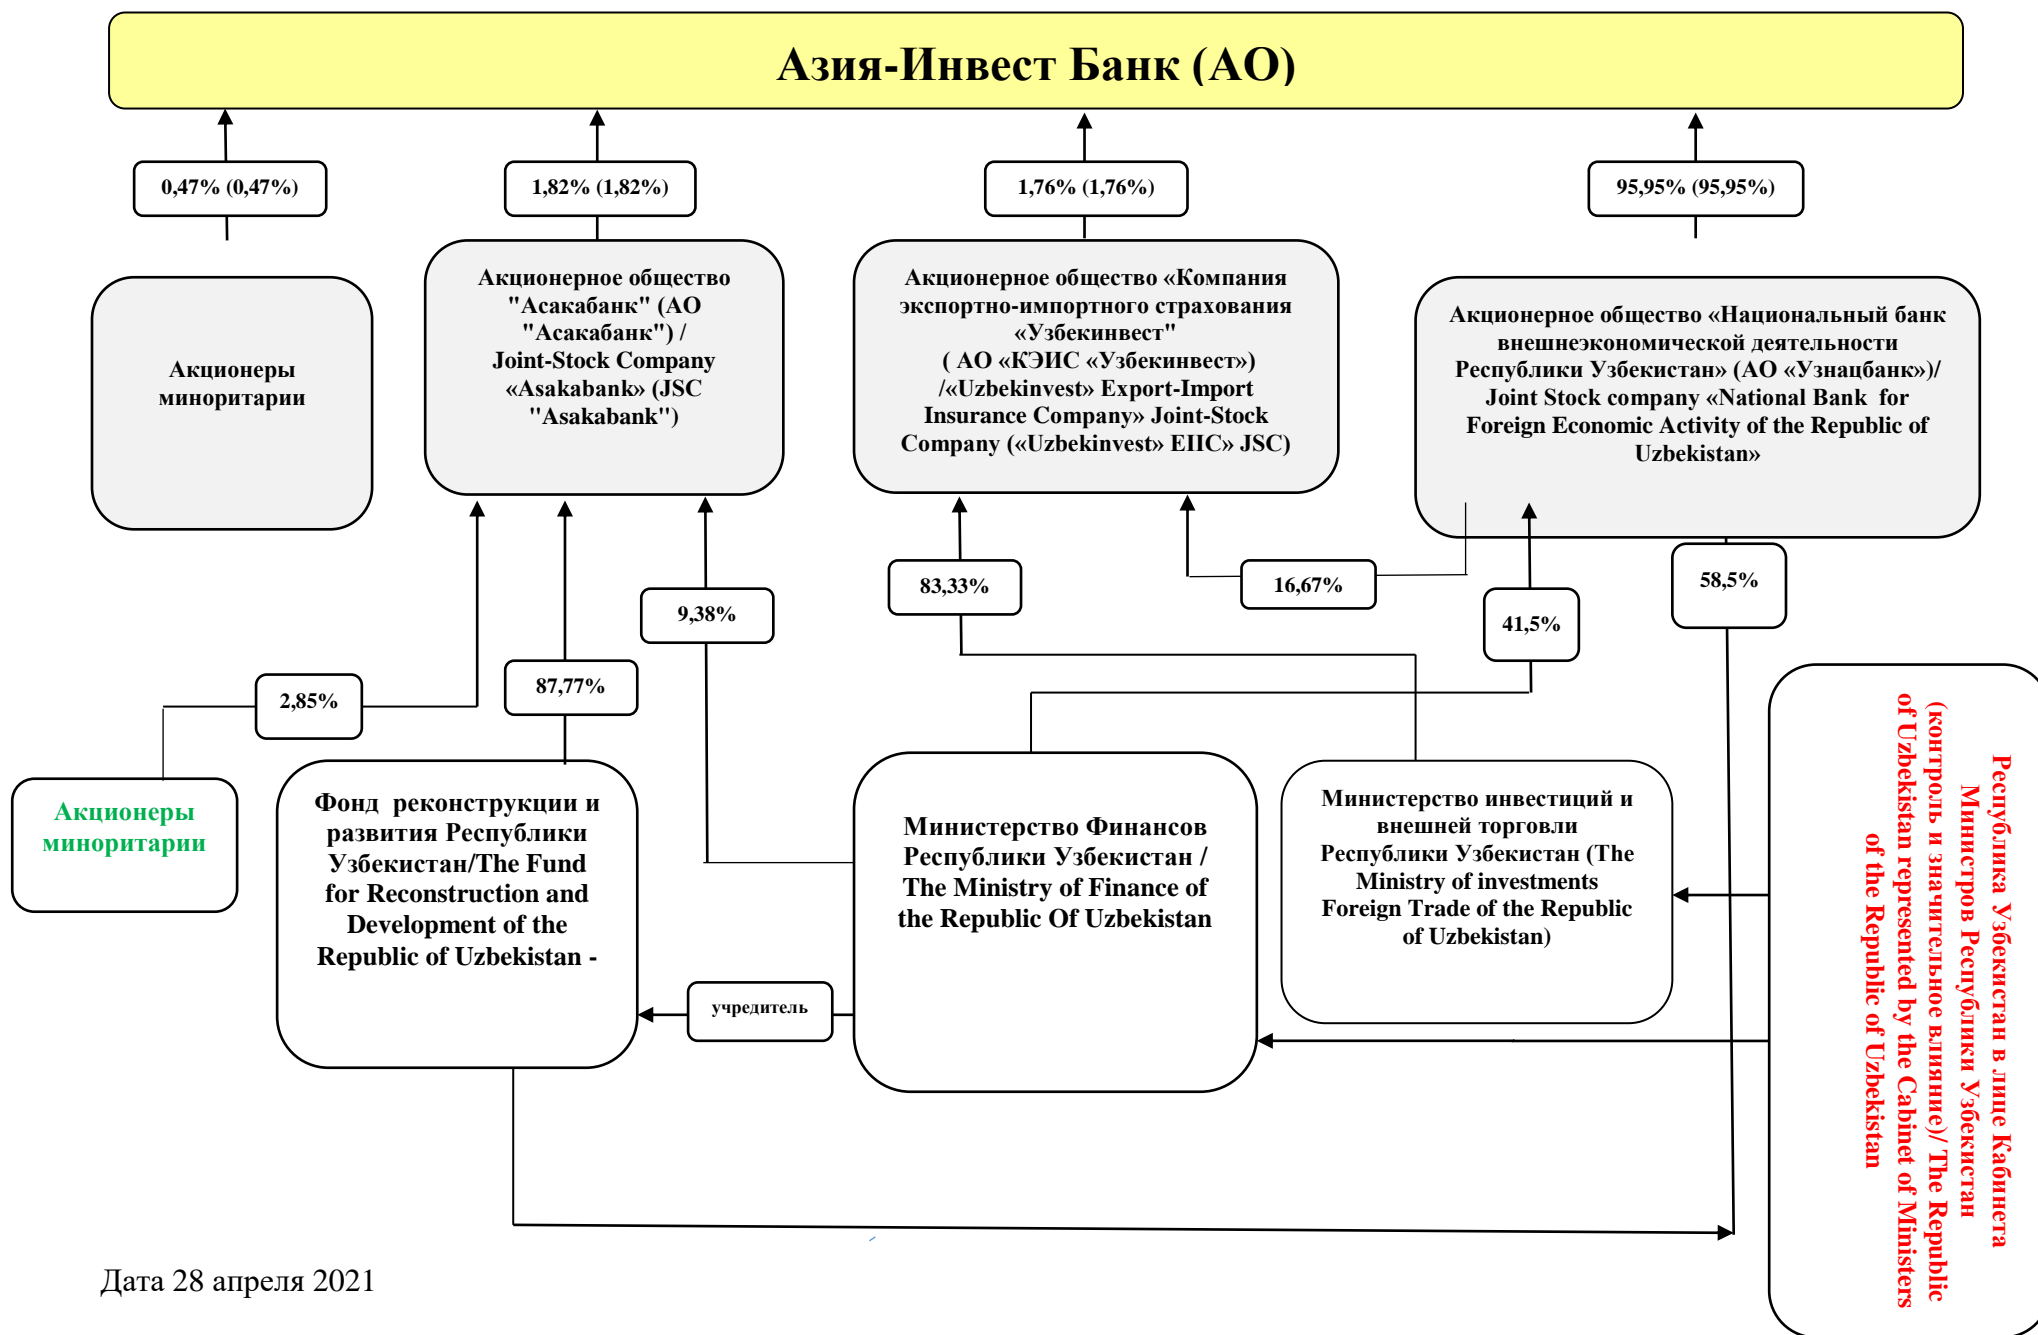 Азия-Инвест Банк (АО)
0,47% (0,47%)
1,82% (1,82%)
1,76% (1,76%)
95,95% (95,95%)
Акционеры
миноритарии
Акционерное общество
"Асакабанк" (АО
"Асакабанк") /
Joint-Stock Company
«Asakabank» (JSC
"Asakabank")
Акционерное общество «Компания
экспортно-импортного страхования
«Узбекинвест"
( АО «КЭИС «Узбекинвест»)
/«Uzbekinvest» Export-Import
Insurance Company» Joint-Stock
Company («Uzbekinvest» EIIC» JSC)
Акционерное общество «Национальный банк
внешнеэкономической деятельности
Республики Узбекистан» (АО «Узнацбанк»)/
Joint Stock company «National Bank for
Foreign Economic Activity of the Republic of
Uzbekistan»
83,33%
16,67%
58,5%
9,38%
41,5%
2,85%
87,77%
Акционеры
миноритарии
Фонд реконструкции и
развития Республики
Узбекистан/The Fund
for Reconstruction and
Development of the
Republic of Uzbekistan -
учредитель
Министерство Финансов
Республики Узбекистан /
The Ministry of Finance of
the Republic Of Uzbekistan
Министерство инвестиций и
внешней торговли
Республики Узбекистан (The
Ministry of investments
Foreign Trade of the Republic
of Uzbekistan)
Республика Узбекистан в лице Кабинета
Министров Республики Узбекистан
(контроль и значительное влияние)/ The Republic
of Uzbekistan represented by the Cabinet of Ministers
of the Republic of Uzbekistan
Дата 28 апреля 2021